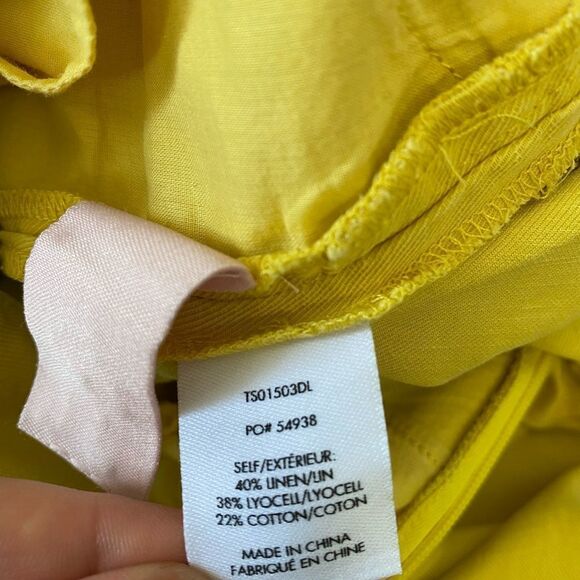 TS01503DL
PO# 54938
SELF/EXTÉRIEUR:
40% LINEN/LIN
38% LYOCELL/LYOCELL
22% COTTON/COTON
MADE IN CHINA
FABRIQUÉ EN CHINE